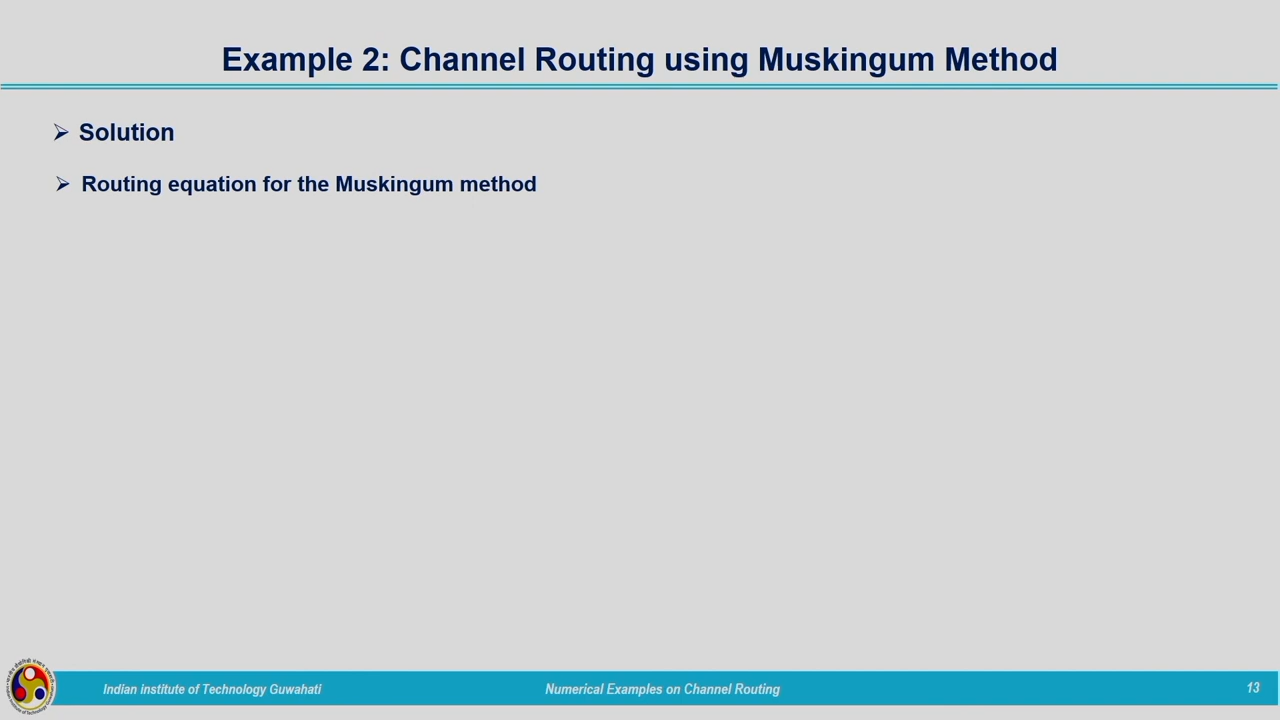 Example 2: Channel Routing using Muskingum Method
Solution
Routing equation for the Muskingum method
Indian institute of Technology Guwahati
Numerical Examples on Channel Routing
13